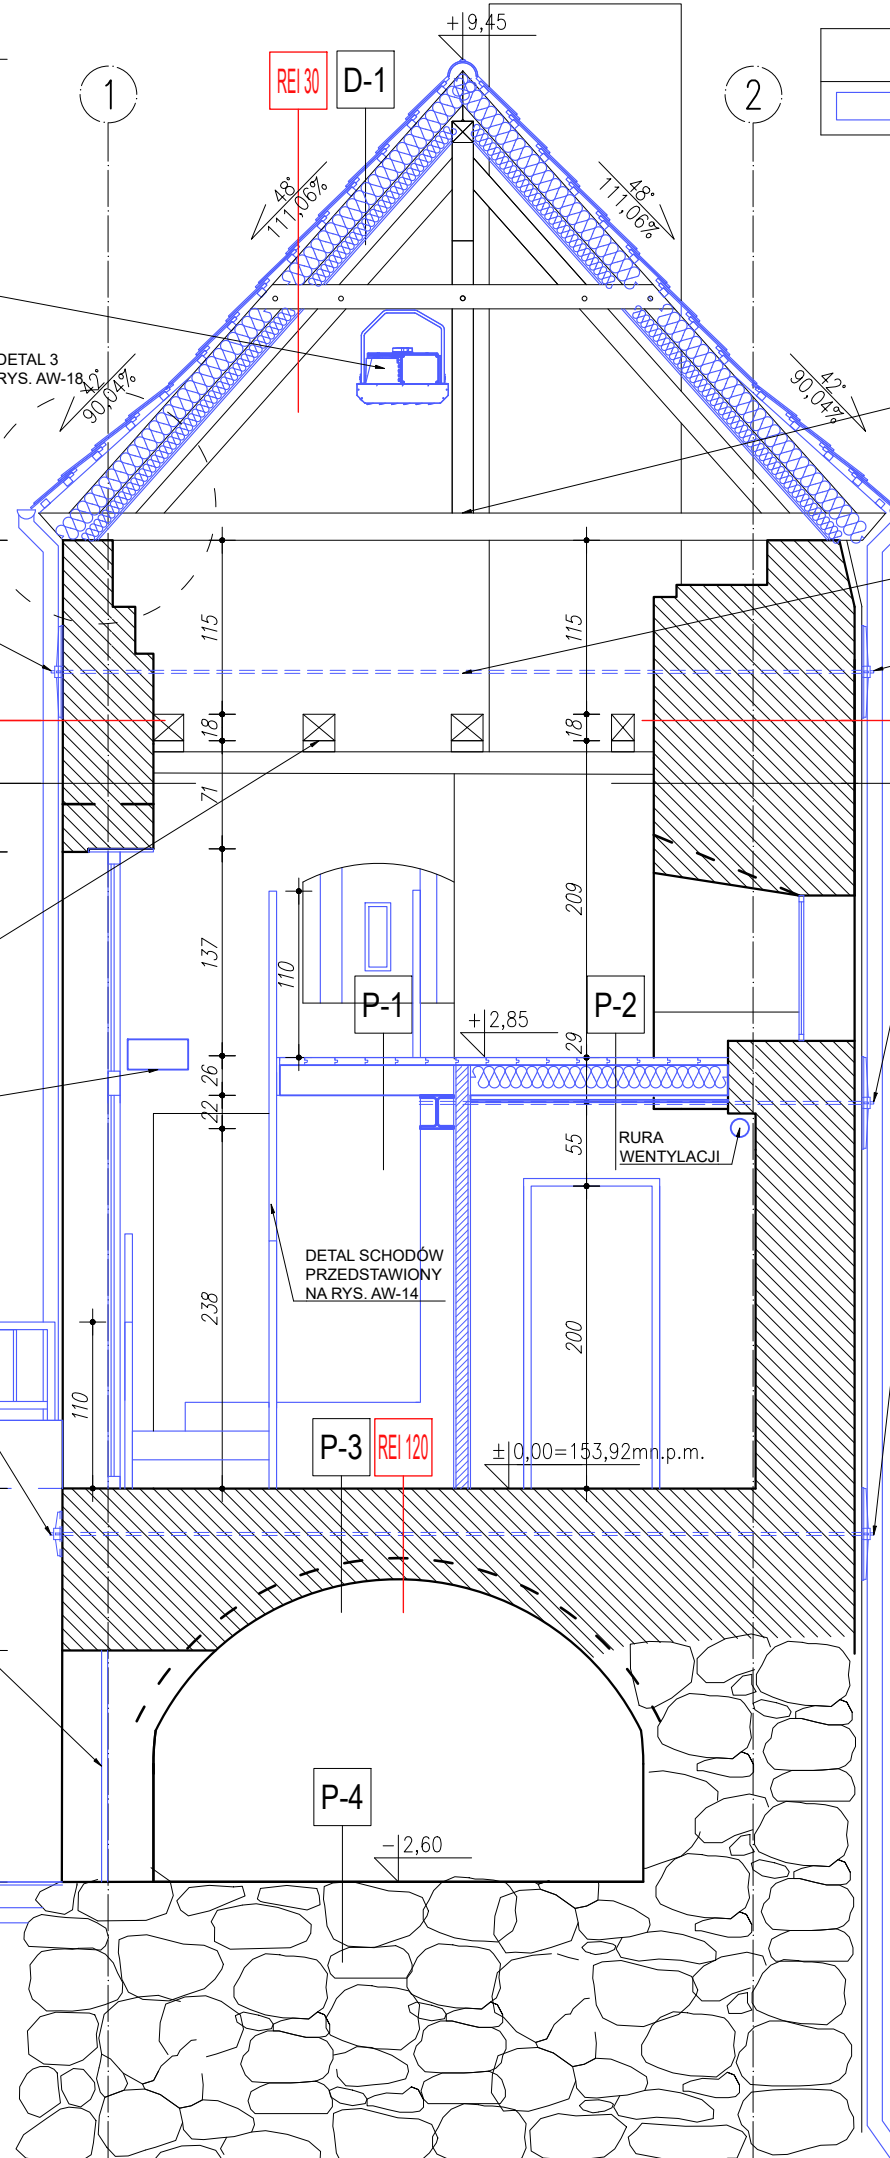 +9,45
1
REI 30
D-1
2
48°
111,06%
48°
111,06%
DETAL 3
RYS. AW-18
42°
90,04%
42°
90,04%
115
115
18
18
71
137
110
209
P-1
+2,85
P-2
29
26
22
55
RURA
WENTYLACJI
DETAL SCHODÓW
PRZEDSTAWIONY
NA RYS. AW-14
238
200
110
P-3
REI 120
±0,00=153,92mn.p.m.
P-4
-2,60